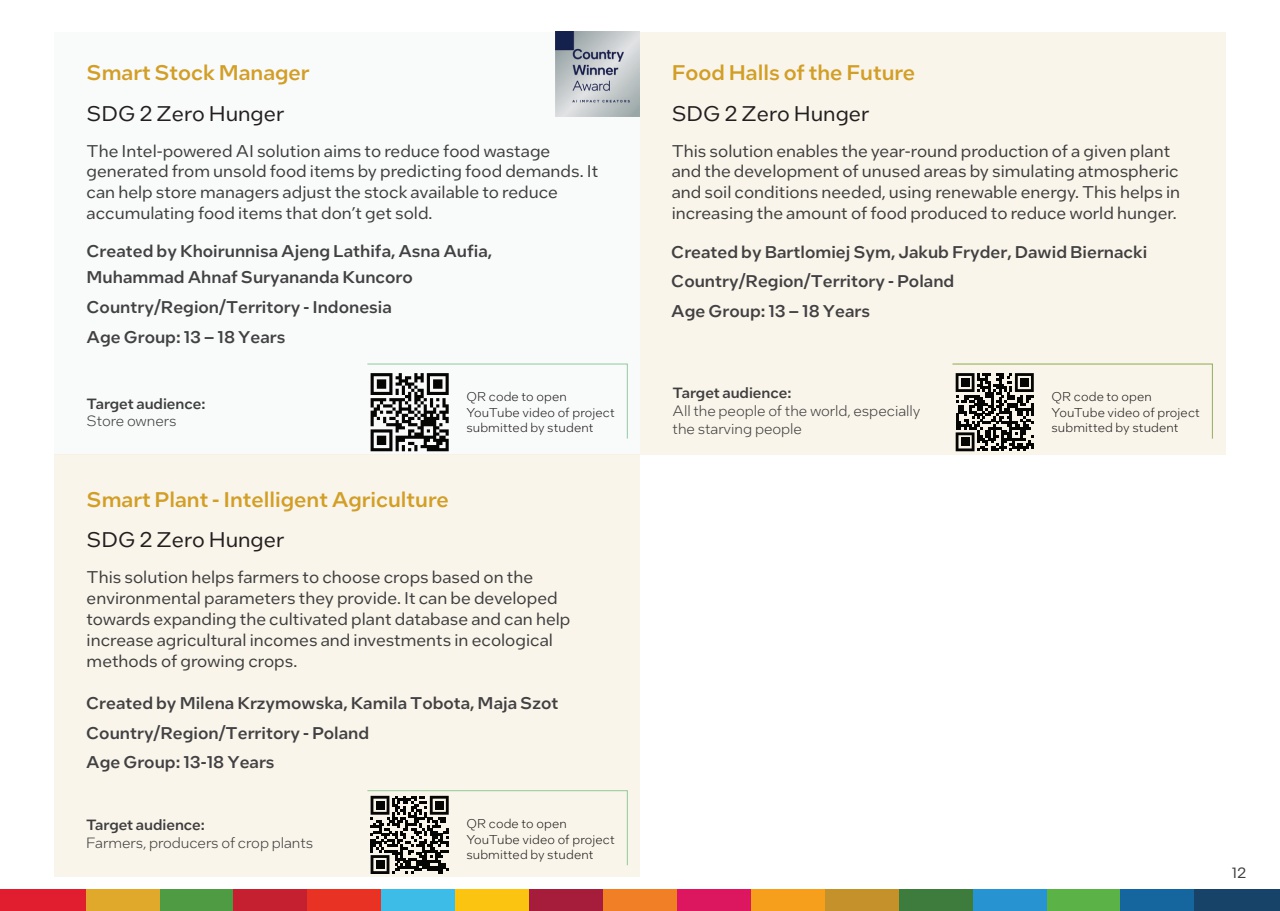 Smart Stock Manager
SDG 2 Zero Hunger
The Intel-powered AI solution aims to reduce food wastage
generated from unsold food items by predicting food demands. It
can help store managers adjust the stock available to reduce
accumulating food items that don’t get sold.
Created by Khoirunnisa Ajeng Lathifa, Asna Aufia,
Muhammad Ahnaf Suryananda Kuncoro
Country/Region/Territory - Indonesia
Age Group: 13 – 18 Years
Target audience:
Store owners
QR code to open
YouTube video of project
submitted by student
Country
Winner
Award
AI IMPACT CREATORS
Food Halls of the Future
SDG 2 Zero Hunger
This solution enables the year-round production of a given plant
and the development of unused areas by simulating atmospheric
and soil conditions needed, using renewable energy. This helps in
increasing the amount of food produced to reduce world hunger.
Created by Bartlomiej Sym, Jakub Fryder, Dawid Biernacki
Country/Region/Territory - Poland
Age Group: 13 – 18 Years
Target audience:
All the people of the world, especially
the starving people
QR code to open
YouTube video of project
submitted by student
Smart Plant - Intelligent Agriculture
SDG 2 Zero Hunger
This solution helps farmers to choose crops based on the
environmental parameters they provide. It can be developed
towards expanding the cultivated plant database and can help
increase agricultural incomes and investments in ecological
methods of growing crops.
Created by Milena Krzymowska, Kamila Tobota, Maja Szot
Country/Region/Territory - Poland
Age Group: 13-18 Years
Target audience:
Farmers, producers of crop plants
QR code to open
YouTube video of project
submitted by student
12